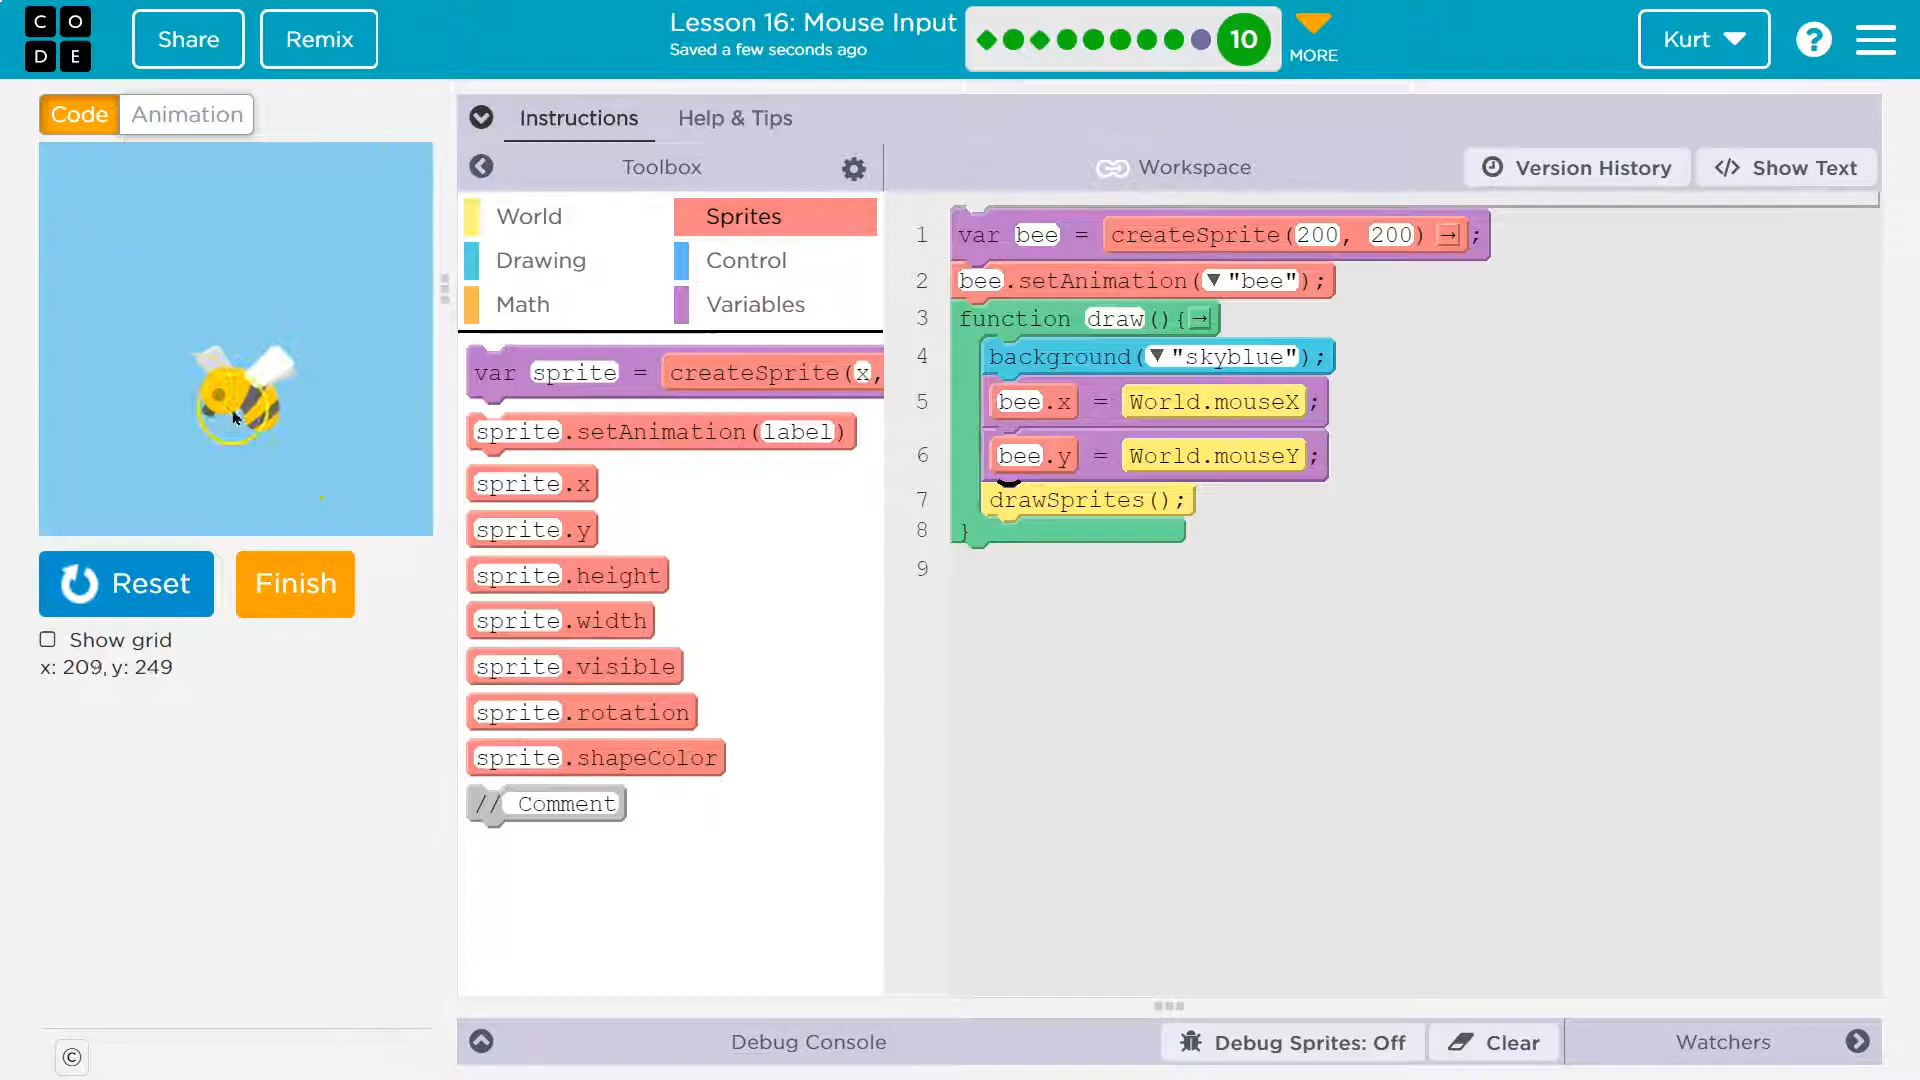 CO
DE
Share
Remix
Lesson 16: Mouse Input
Saved a few seconds ago
10
MORE
Kurt
?
Code
Animation
Instructions
Help & Tips
Toolbox
Workspace
Version History
</> Show Text
World
Sprites
Drawing
Control
Math
Variables
var sprite = createSprite(x,
sprite.setAnimation(label)
sprite.x
sprite.y
sprite.height
sprite.width
sprite.visible
sprite.rotation
sprite.shapeColor
// Comment
1 var bee = createSprite(200, 200) → ;
2 bee.setAnimation(▼ "bee");
3 function draw(){→
4 background(▼ "skyblue");
5 bee.x = World.mouseX ;
6 bee.y = World.mouseY ;
7 drawSprites();
8 }
9
Reset
Finish
Show grid
x: 209, y: 249
©
Debug Console
Debug Sprites: Off
Clear
Watchers